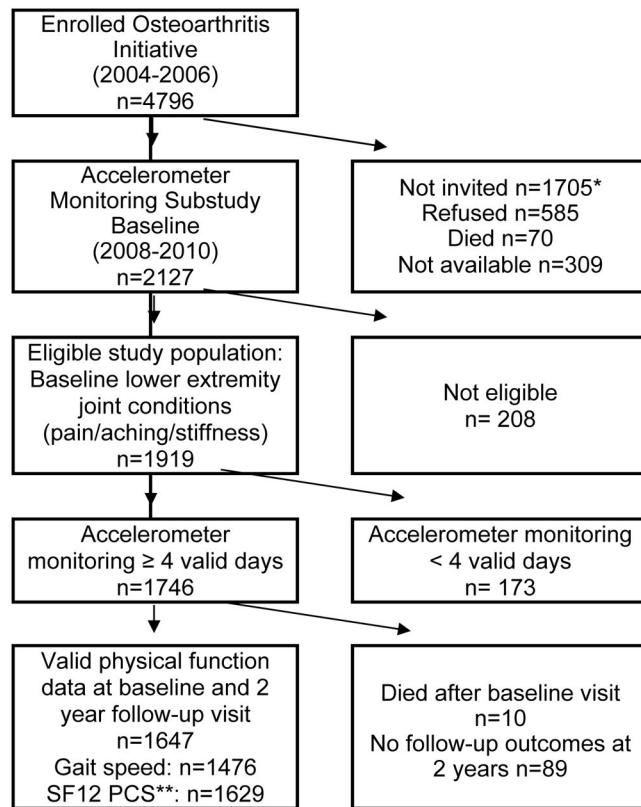 Enrolled Osteoarthritis
Initiative
(2004-2006)
n=4796
Accelerometer
Monitoring Substudy
Baseline
(2008-2010)
n=2127
Not invited n=1705*
Refused n=585
Died n=70
Not available n=309
Eligible study population:
Baseline lower extremity
joint conditions
(pain/aching/stiffness)
n=1919
Not eligible
n= 208
Accelerometer
monitoring ≥ 4 valid days
n=1746
Accelerometer monitoring
< 4 valid days
n= 173
Valid physical function
data at baseline and 2
year follow-up visit
n=1647
Gait speed: n=1476
SF12 PCS**: n=1629
Died after baseline visit
n=10
No follow-up outcomes at
2 years n=89